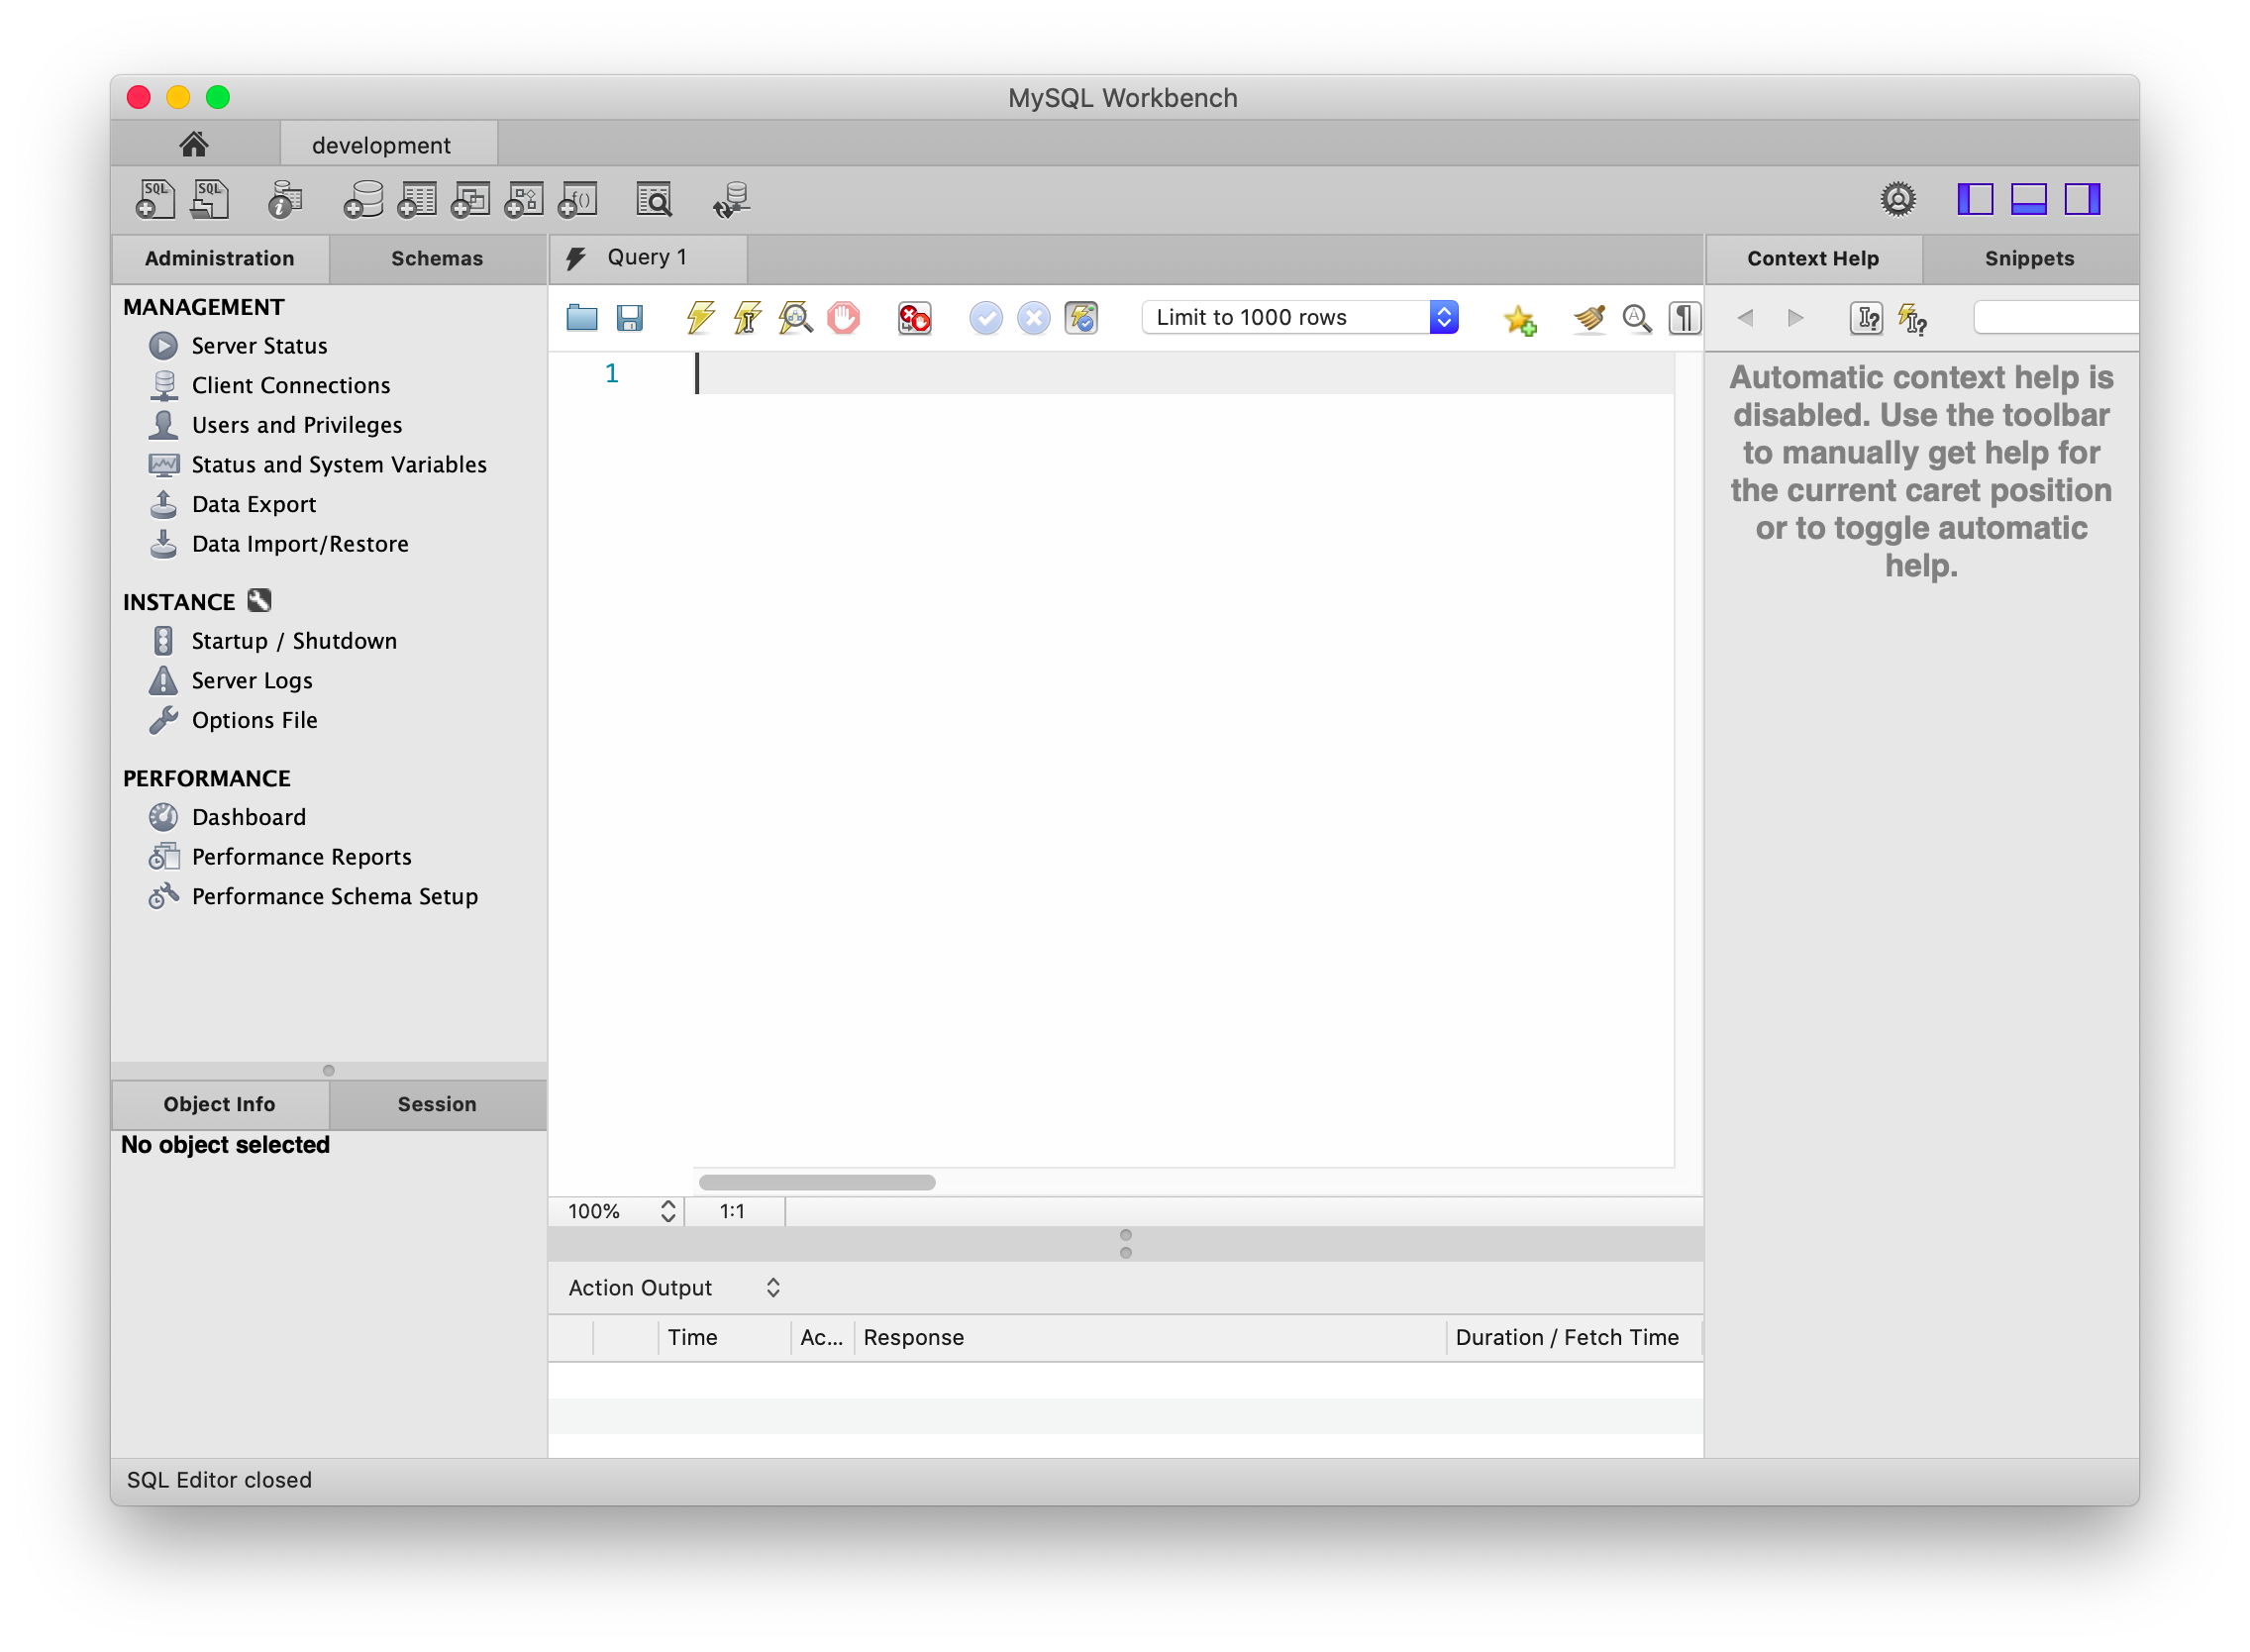 MySQL Workbench
development
SQL SQL
Administration Schemas
Query 1
Context Help Snippets
MANAGEMENT
Server Status
Client Connections
Users and Privileges
Status and System Variables
Data Export
Data Import/Restore
INSTANCE
Startup / Shutdown
Server Logs
Options File
PERFORMANCE
Dashboard
Performance Reports
Performance Schema Setup
Object Info Session
No object selected
Limit to 1000 rows
1
100% 1:1
Action Output
Time Ac... Response Duration / Fetch Time
Automatic context help is
disabled. Use the toolbar
to manually get help for
the current caret position
or to toggle automatic
help.
SQL Editor closed